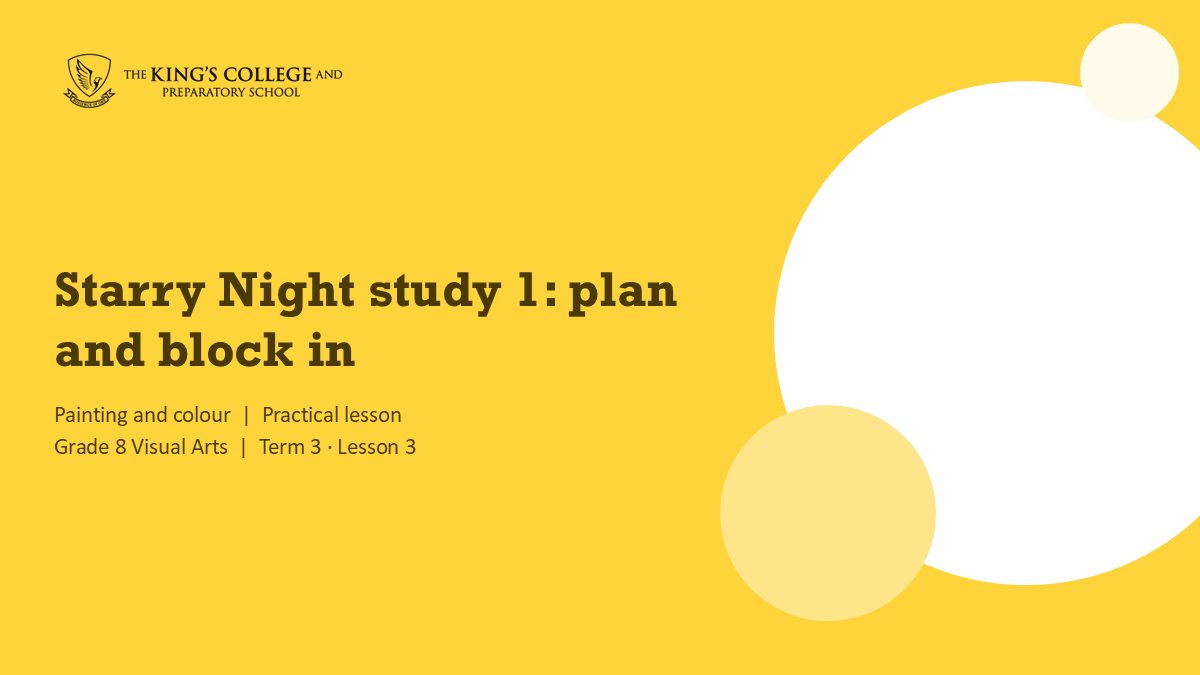 THE KING'S COLLEGE AND
PREPARATORY SCHOOL
Starry Night study 1: plan
and block in
Painting and colour | Practical lesson
Grade 8 Visual Arts | Term 3 · Lesson 3